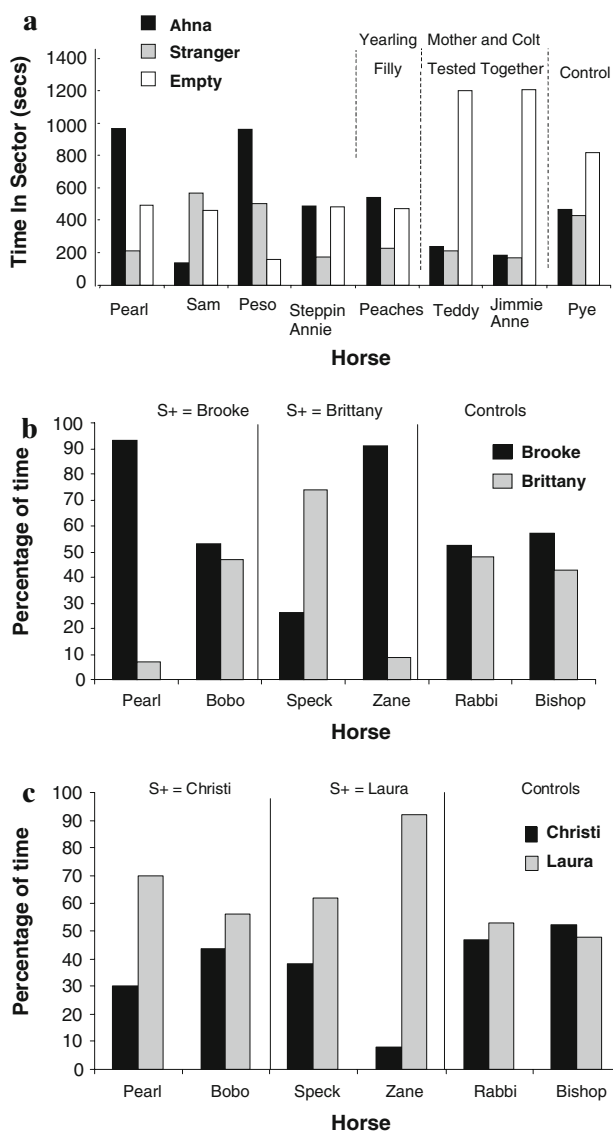 a
Ahna
Stranger
Empty
Yearling
Filly
Mother and Colt
Tested Together
Control
Time In Sector (secs)
1400
1200
1000
800
600
400
200
0
Pearl
Sam
Peso
Steppin
Annie
Peaches
Teddy
Jimmie
Anne
Pye
Horse
b
S+ = Brooke
S+ = Brittany
Controls
Brooke
Brittany
Percentage of time
100
90
80
70
60
50
40
30
20
10
0
Pearl
Bobo
Speck
Zane
Rabbi
Bishop
Horse
c
S+ = Christi
S+ = Laura
Controls
Christi
Laura
Percentage of time
100
90
80
70
60
50
40
30
20
10
0
Pearl
Bobo
Speck
Zane
Rabbi
Bishop
Horse